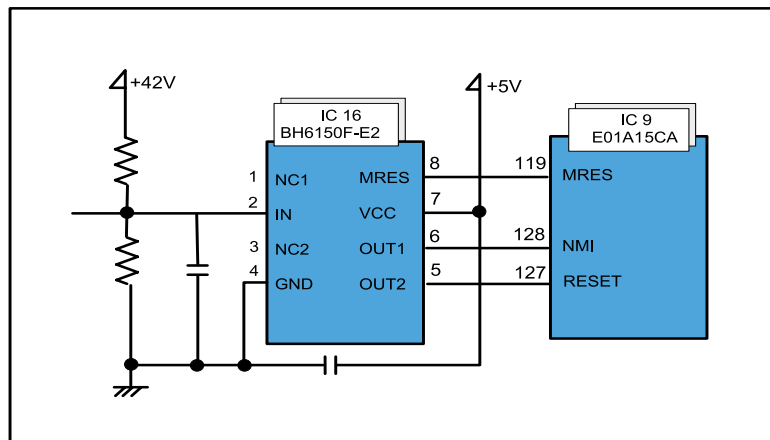 +42V
+5V
IC 16
BH6150F-E2
IC 9
E01A15CA
1 NC1 MRES 8 119 MRES
2 IN VCC 7
3 NC2 OUT1 6 128 NMI
4 GND OUT2 5 127 RESET